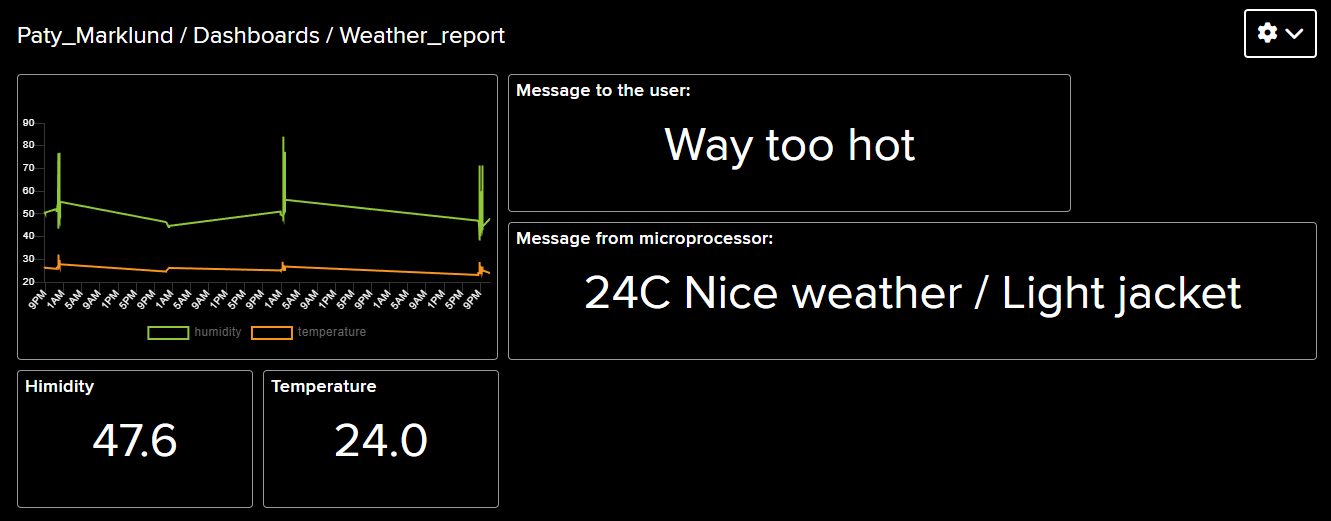 Paty_Marklund / Dashboards / Weather_report
90
80
70
60
50
40
30
20
9PM 1AM 5AM 9AM 1PM 5PM 9PM 1AM 5AM 9AM 1PM 5PM 9PM 1AM 5AM 9AM 1PM 5PM 9PM 1AM 5AM 9AM 1PM 5PM 9PM
humidity temperature
Message to the user:
Way too hot
Message from microprocessor:
24C Nice weather / Light jacket
Himidity
47.6
Temperature
24.0